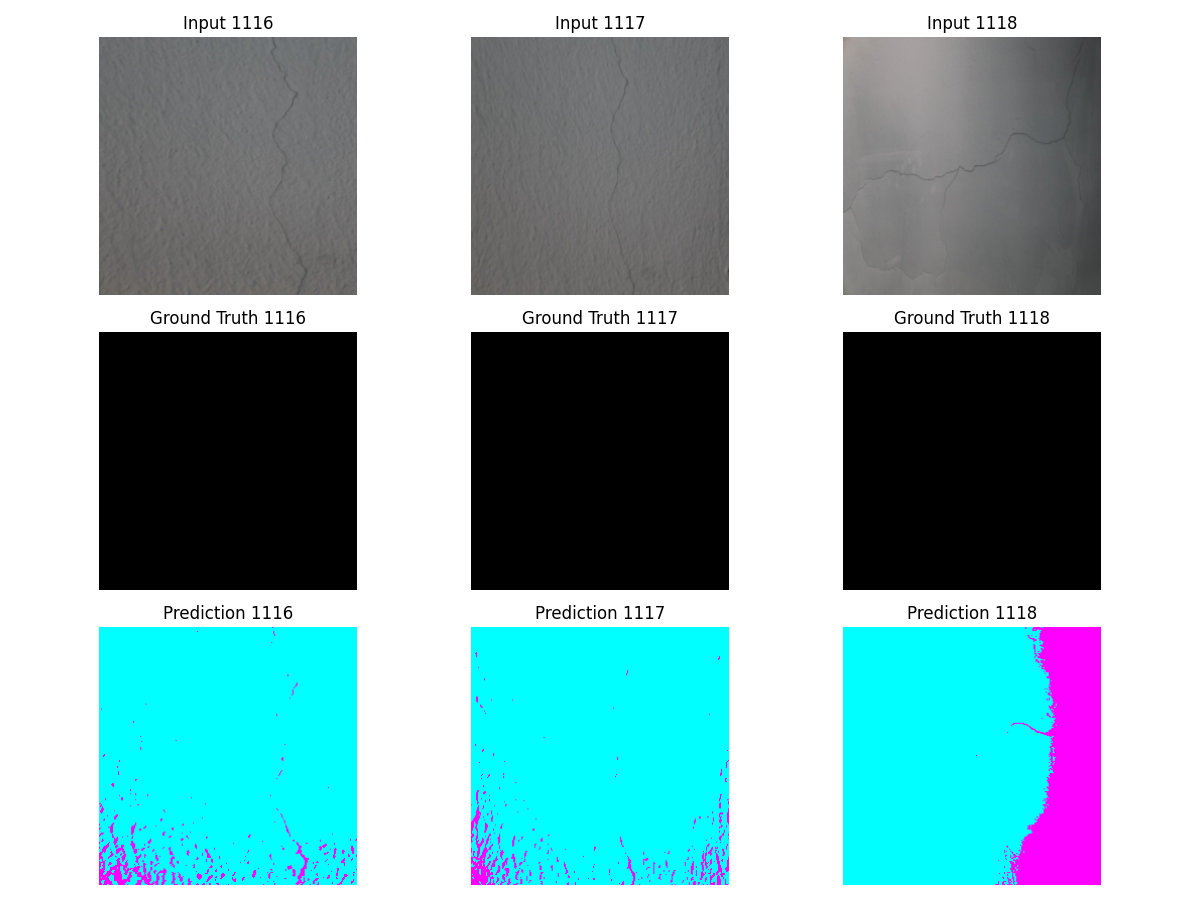 Input 1116
Input 1117
Input 1118
Ground Truth 1116
Ground Truth 1117
Ground Truth 1118
Prediction 1116
Prediction 1117
Prediction 1118